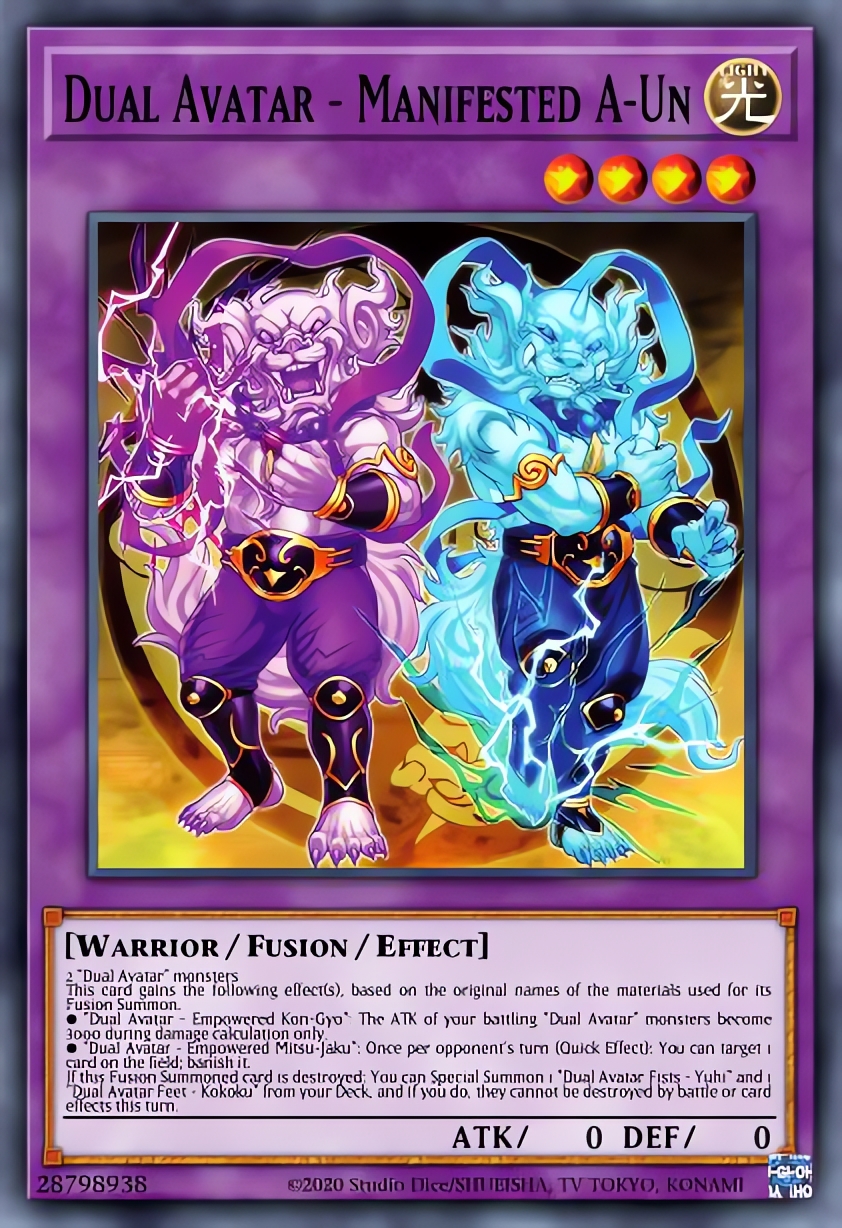 Dual Avatar - Manifested A-Un
LIGHT
光
[Warrior / Fusion / Effect]
2 "Dual Avatar" monsters
This card gains the following effect(s), based on the original names of the materials used for its
Fusion Summon.
● "Dual Avatar - Empowered Kon-Gyo": The ATK of your battling "Dual Avatar" monsters become
3000 during damage calculation only.
● "Dual Avatar - Empowered Mitsu-Jaku": Once per opponent's turn (Quick Effect): You can target 1
card on the field; banish it.
If this Fusion Summoned card is destroyed: You can Special Summon 1 "Dual Avatar Fists - Yuhi" and 1
"Dual Avatar Feet - Kokoku" from your Deck, and if you do, they cannot be destroyed by battle or card
effects this turn.
ATK/ 0 DEF/ 0
28798938 ©2020 Studio Dice/SHUEISHA, TV TOKYO, KONAMI